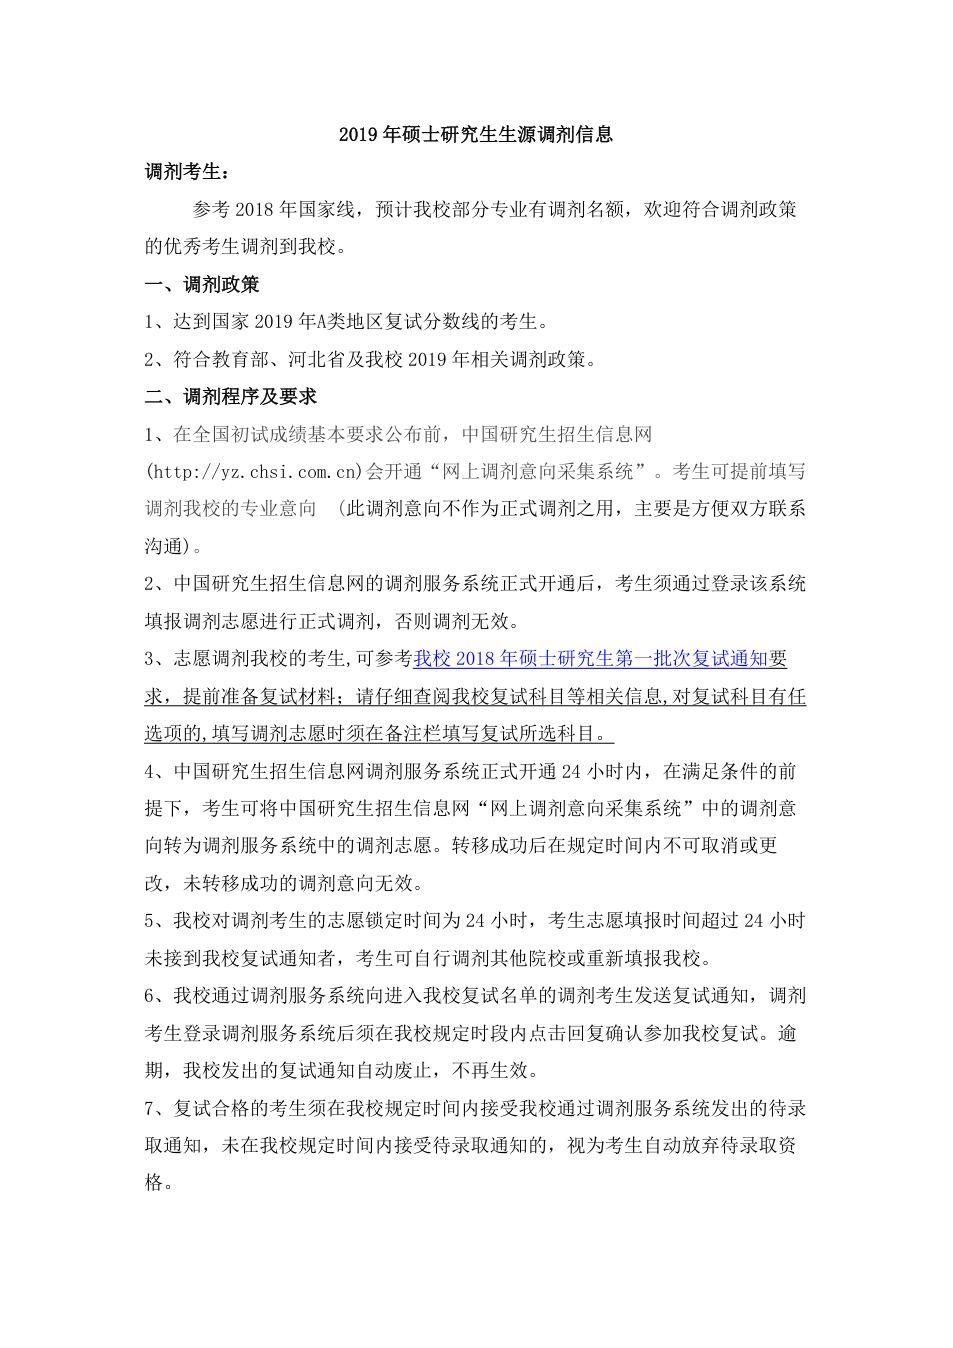 2019 年硕士研究生生源调剂信息
调剂考生：
参考 2018 年国家线，预计我校部分专业有调剂名额，欢迎符合调剂政策
的优秀考生调剂到我校。
一、调剂政策
1、达到国家 2019 年A类地区复试分数线的考生。
2、符合教育部、河北省及我校 2019 年相关调剂政策。
二、调剂程序及要求
1、在全国初试成绩基本要求公布前，中国研究生招生信息网
(http://yz.chsi.com.cn)会开通“网上调剂意向采集系统”。考生可提前填写
调剂我校的专业意向 (此调剂意向不作为正式调剂之用，主要是方便双方联系
沟通)。
2、中国研究生招生信息网的调剂服务系统正式开通后，考生须通过登录该系统
填报调剂志愿进行正式调剂，否则调剂无效。
3、志愿调剂我校的考生,可参考我校 2018 年硕士研究生第一批次复试通知要
求，提前准备复试材料；请仔细查阅我校复试科目等相关信息,对复试科目有任
选项的,填写调剂志愿时须在备注栏填写复试所选科目。
4、中国研究生招生信息网调剂服务系统正式开通 24 小时内，在满足条件的前
提下，考生可将中国研究生招生信息网“网上调剂意向采集系统”中的调剂意
向转为调剂服务系统中的调剂志愿。转移成功后在规定时间内不可取消或更
改，未转移成功的调剂意向无效。
5、我校对调剂考生的志愿锁定时间为 24 小时，考生志愿填报时间超过 24 小时
未接到我校复试通知者，考生可自行调剂其他院校或重新填报我校。
6、我校通过调剂服务系统向进入我校复试名单的调剂考生发送复试通知，调剂
考生登录调剂服务系统后须在我校规定时段内点击回复确认参加我校复试。逾
期，我校发出的复试通知自动废止，不再生效。
7、复试合格的考生须在我校规定时间内接受我校通过调剂服务系统发出的待录
取通知，未在我校规定时间内接受待录取通知的，视为考生自动放弃待录取资
格。